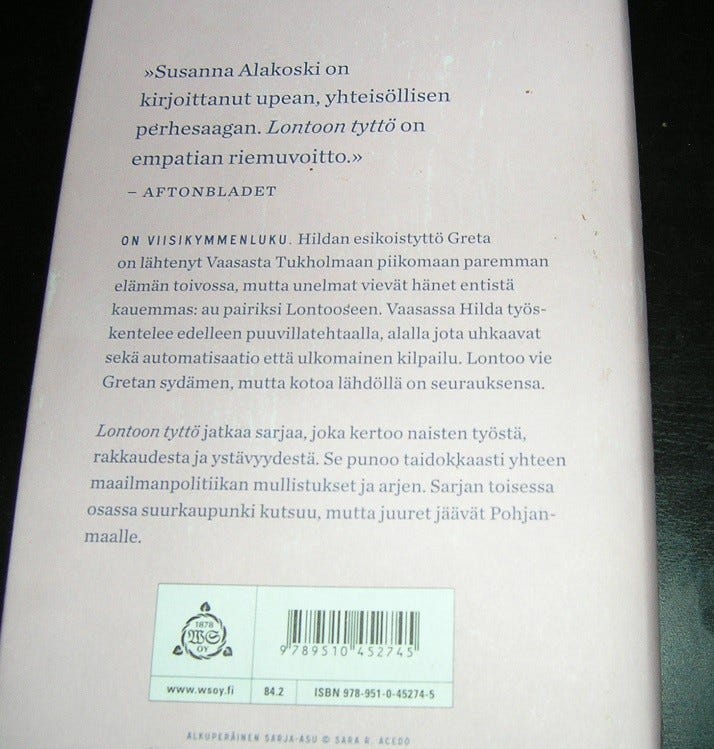 »Susanna Alakoski on
kirjoittanut upean, yhteisöllisen
perhesaagan. Lontoon tyttö on
empatian riemuvoitto.»
– AFTONBLADET
ON VIISIKYMMENLUKU. Hildan esikoistyttö Greta
on lähtenyt Vaasasta Tukholmaan piikomaan paremman
elämän toivossa, mutta unelmat vievät hänet entistä
kauemmas: au pairiksi Lontooseen. Vaasassa Hilda työs-
kentelee edelleen puuvillatehtaalla, alalla jota uhkaavat
sekä automatisaatio että ulkomainen kilpailu. Lontoo vie
Gretan sydämen, mutta kotoa lähdöllä on seurauksensa.
Lontoon tyttö jatkaa sarjaa, joka kertoo naisten työstä,
rakkaudesta ja ystävyydestä. Se punoo taidokkaasti yhteen
maailmanpolitiikan mullistukset ja arjen. Sarjan toisessa
osassa suurkaupunki kutsuu, mutta juuret jäävät Pohjan-
maalle.
1878
WS
OY
9 789510 452745
www.wsoy.fi
84.2
ISBN 978-951-0-45274-5
ALKUPERÄINEN SARJA-ASU © SARA R. ACEDO